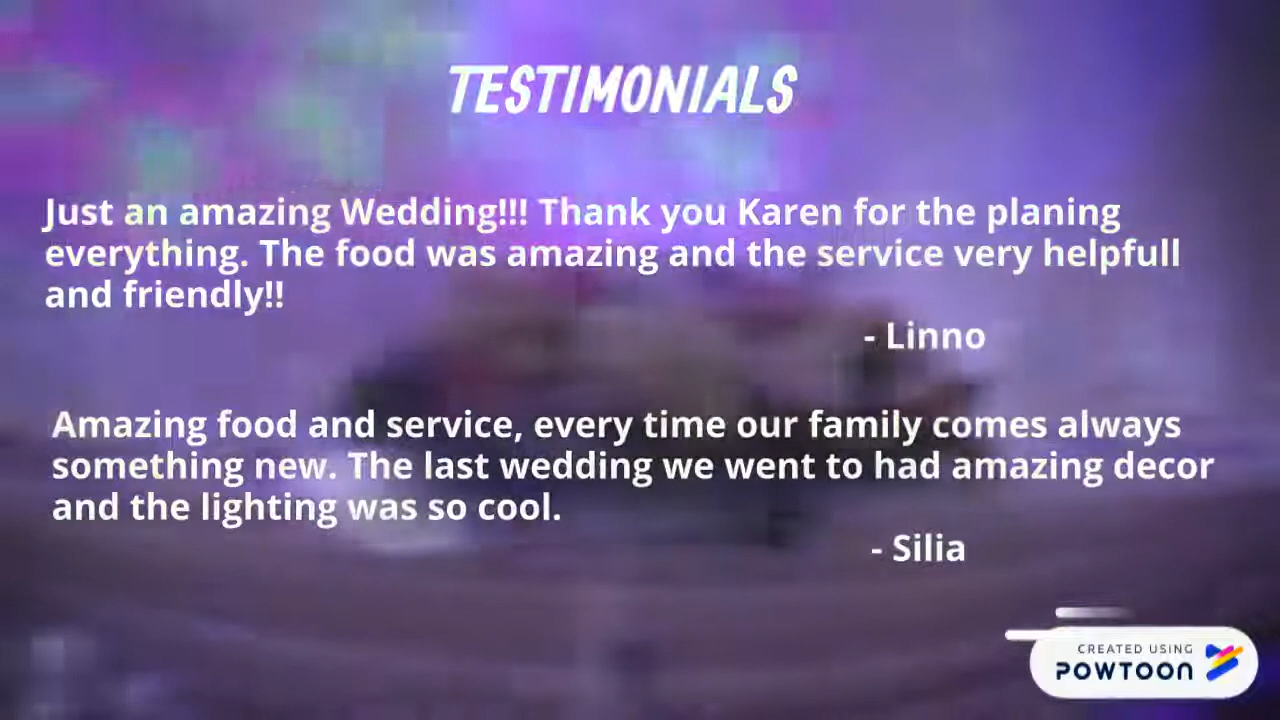 TESTIMONIALS
Just an amazing Wedding!!! Thank you Karen for the planing
everything. The food was amazing and the service very helpfull
and friendly!!
- Linno
Amazing food and service, every time our family comes always
something new. The last wedding we went to had amazing decor
and the lighting was so cool.
- Silia
CREATED USING
POWTOON